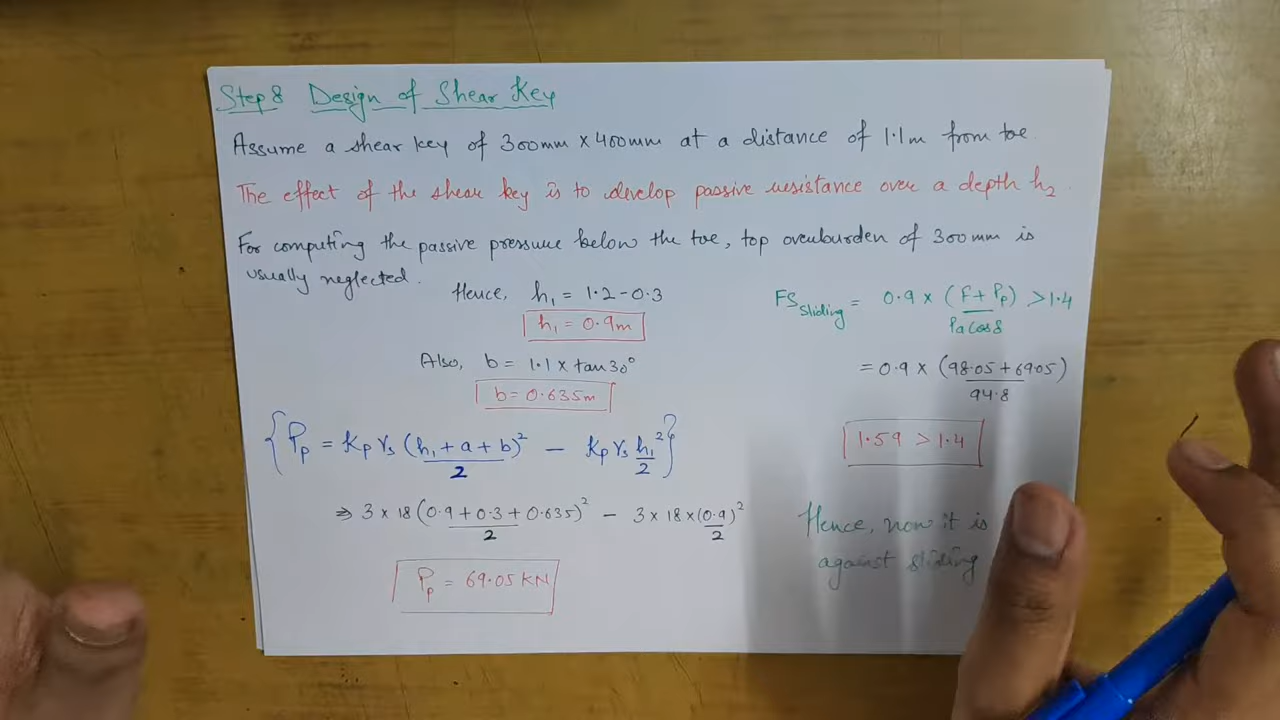 Step 8 Design of Shear Key
Assume a shear key of 300mm × 400mm at a distance of 1.1m from toe
The effect of the shear key is to develop passive resistance over a depth h₂.
For computing the passive pressure below the toe, top overburden of 300mm is
usually neglected.
Hence, h₁ = 1.2 - 0.3
h₁ = 0.9m
Also, b = 1.1 × tan 30°
b = 0.635m
{Pp = Kp γs (h₁ + a + b)²/2 - Kp γs h₁²/2}
⇒ 3 × 18 (0.9 + 0.3 + 0.635)²/2 - 3 × 18 × (0.9)²/2
Pp = 69.05 KN
FS Sliding = 0.9 × (F + Pp)/Pa Cos δ > 1.4
= 0.9 × (98.05 + 69.05)/94.8
1.59 > 1.4
Hence, now it is
against sliding